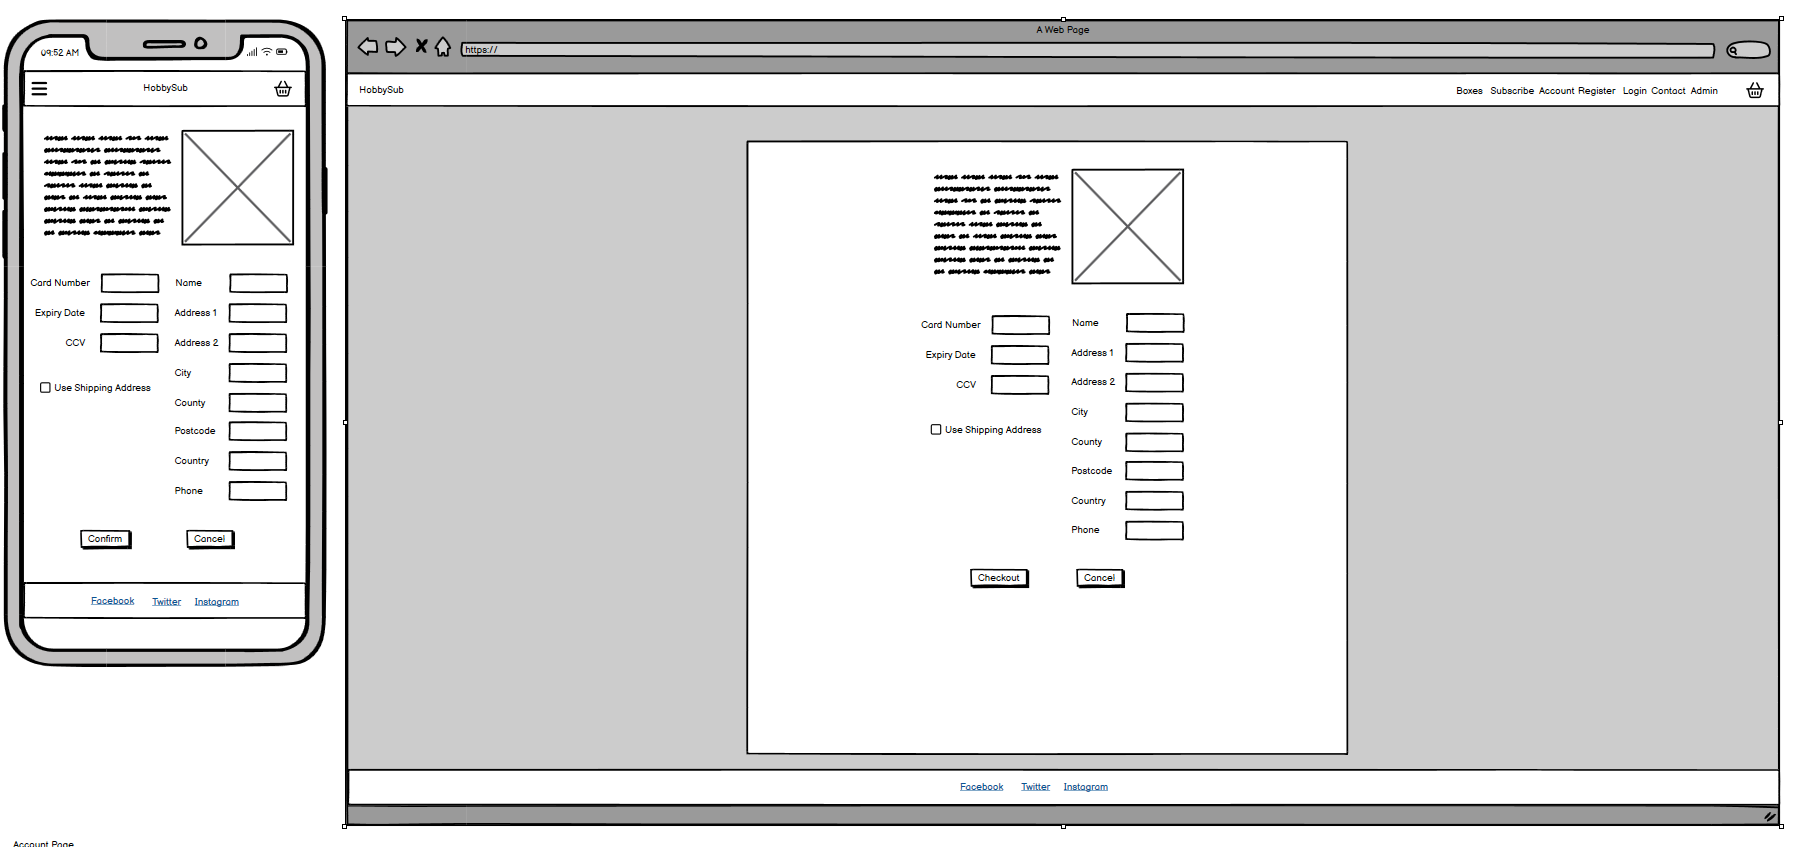 09:52 AM
HobbySub
Card Number
Name
Expiry Date
Address 1
CCV
Address 2
City
Use Shipping Address
County
Postcode
Country
Phone
Confirm
Cancel
Facebook Twitter Instagram
A Web Page
https://
HobbySub
Boxes Subscribe Account Register Login Contact Admin
Card Number
Name
Expiry Date
Address 1
CCV
Address 2
City
Use Shipping Address
County
Postcode
Country
Phone
Checkout
Cancel
Facebook Twitter Instagram
Account Page